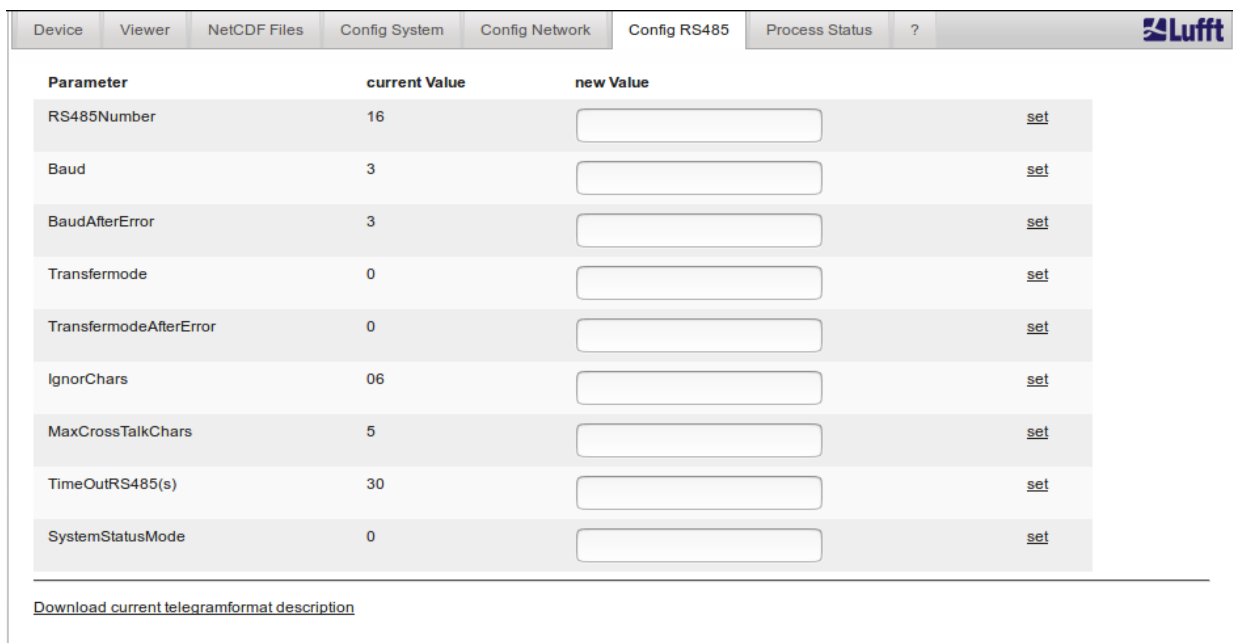 Device Viewer NetCDF Files Config System Config Network Config RS485 Process Status ? Lufft
Parameter current Value new Value
RS485Number 16 set
Baud 3 set
BaudAfterError 3 set
Transfermode 0 set
TransfermodeAfterError 0 set
IgnorChars 06 set
MaxCrossTalkChars 5 set
TimeOutRS485(s) 30 set
SystemStatusMode 0 set
Download current telegramformat description